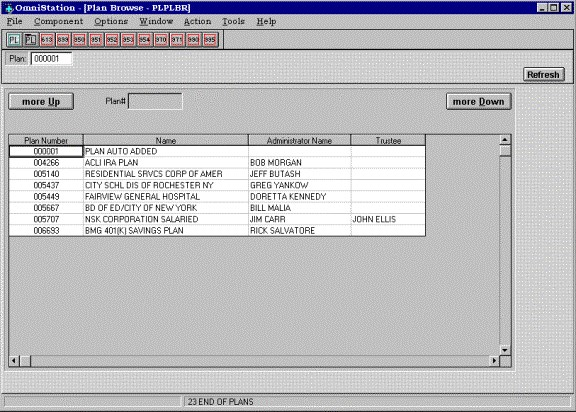 OmniStation - [Plan Browse - PLPLBR]
File Component Options Window Action Tools Help
PL PL 613 899 950 951 952 953 954 970 971 990 995
Plan: 000001
Refresh
more Up Plan# more Down
Plan Number Name Administrator Name Trustee
000001 PLAN AUTO ADDED
004266 ACLI IRA PLAN BOB MORGAN
005140 RESIDENTIAL SRVCS CORP OF AMER JEFF BUTASH
005437 CITY SCHL DIS OF ROCHESTER NY GREG YANKOW
005449 FAIRVIEW GENERAL HOSPITAL DORETTA KENNEDY
005667 BD OF ED/CITY OF NEW YORK BILL MALIA
005707 NSK CORPORATION SALARIED JIM CARR JOHN ELLIS
006693 BMG 401(K) SAVINGS PLAN RICK SALVATORE
23 END OF PLANS